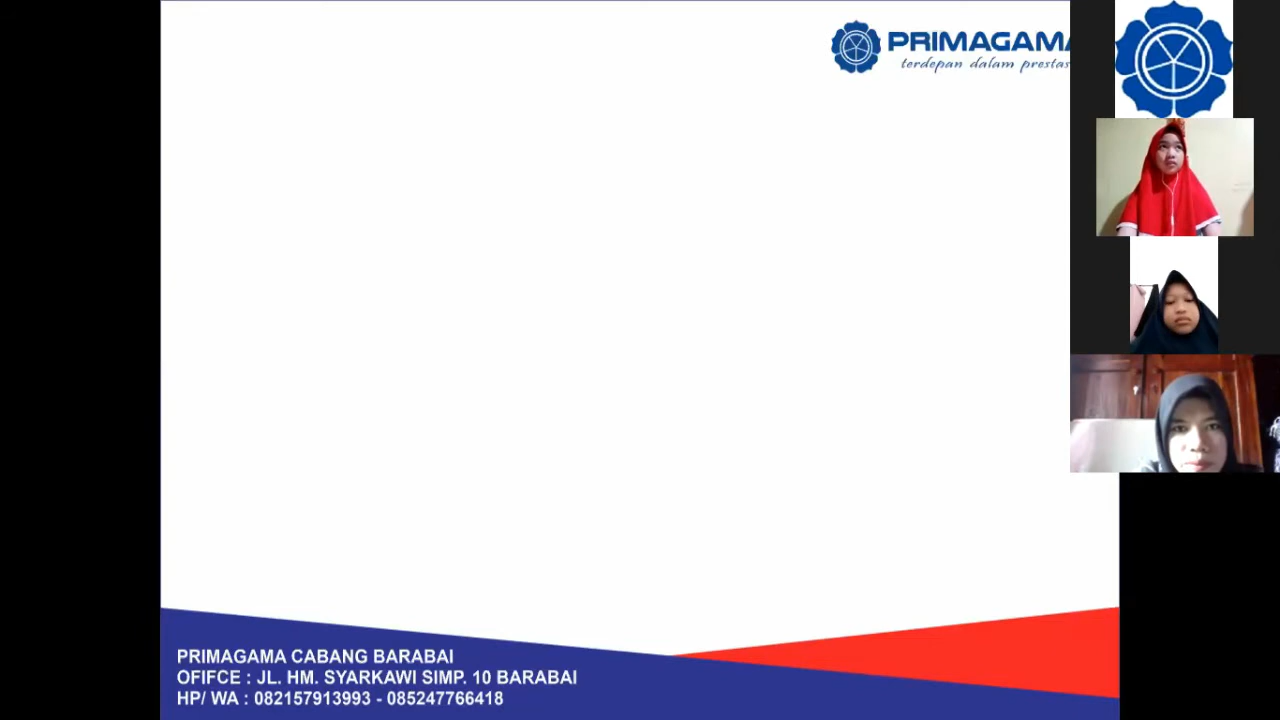 PRIMAGAMA
terdepan dalam prestas
PRIMAGAMA CABANG BARABAI
OFIFCE : JL. HM. SYARKAWI SIMP. 10 BARABAI
HP/ WA : 082157913993 - 085247766418